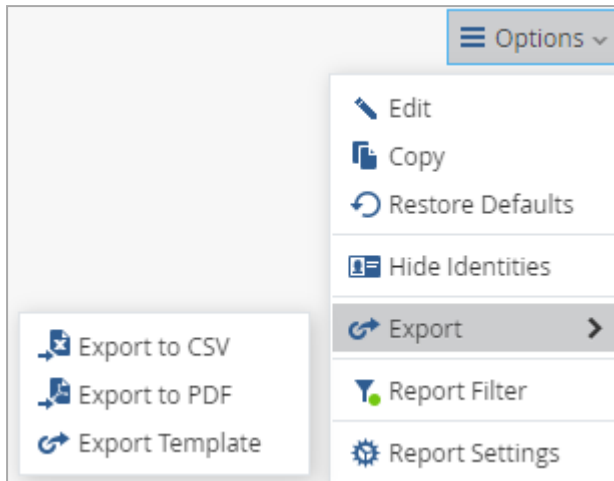 Options
Edit
Copy
Restore Defaults
Hide Identities
Export
Export to CSV
Export to PDF
Export Template
Report Filter
Report Settings